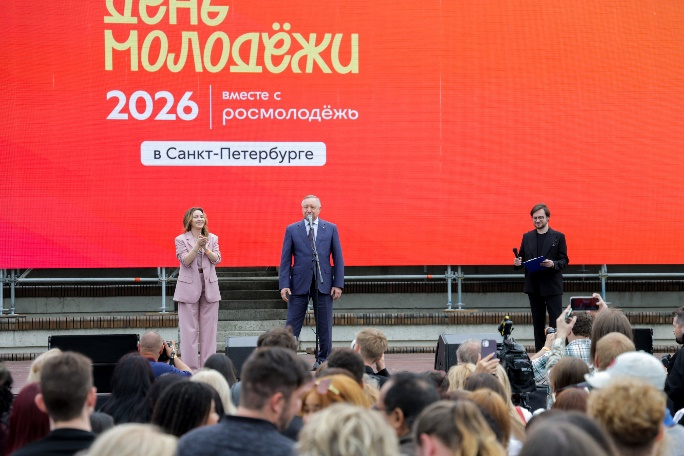 День
молодёжи
2026
вместе с
росмолодёжь
в Санкт-Петербурге